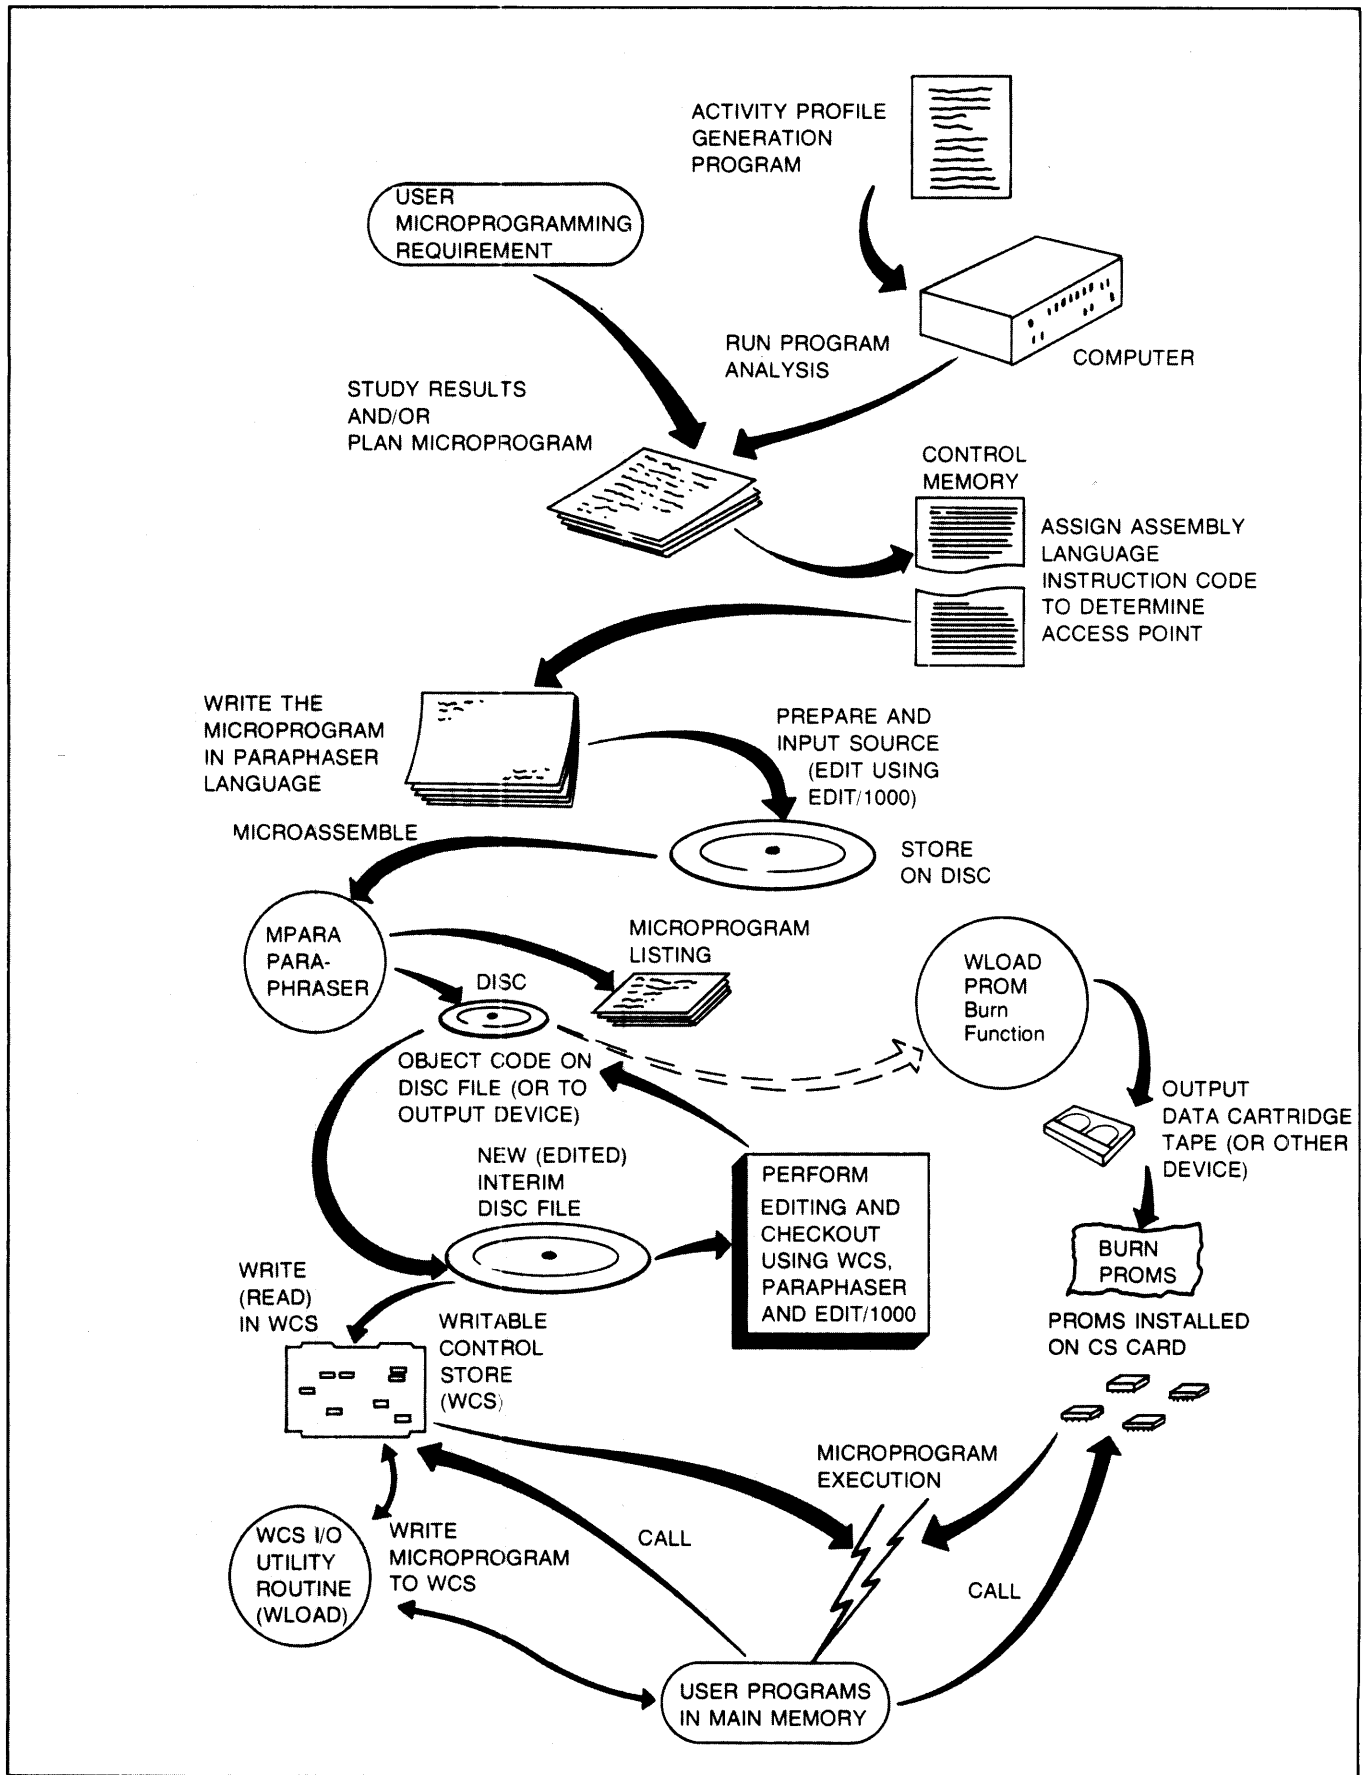 ACTIVITY PROFILE
GENERATION
PROGRAM
USER
MICROPROGRAMMING
REQUIREMENT
RUN PROGRAM
ANALYSIS
COMPUTER
STUDY RESULTS
AND/OR
PLAN MICROPROGRAM
CONTROL
MEMORY
ASSIGN ASSEMBLY
LANGUAGE
INSTRUCTION CODE
TO DETERMINE
ACCESS POINT
WRITE THE
MICROPROGRAM
IN PARAPHASER
LANGUAGE
PREPARE AND
INPUT SOURCE
(EDIT USING
EDIT/1000)
MICROASSEMBLE
STORE
ON DISC
MPARA
PARA-
PHRASER
MICROPROGRAM
LISTING
DISC
WLOAD
PROM
Burn
Function
OBJECT CODE ON
DISC FILE (OR TO
OUTPUT DEVICE)
OUTPUT
DATA CARTRIDGE
TAPE (OR OTHER
DEVICE)
NEW (EDITED)
INTERIM
DISC FILE
PERFORM
EDITING AND
CHECKOUT
USING WCS,
PARAPHASER
AND EDIT/1000
BURN
PROMS
WRITE
(READ)
IN WCS
WRITABLE
CONTROL
STORE
(WCS)
PROMS INSTALLED
ON CS CARD
MICROPROGRAM
EXECUTION
WCS I/O
UTILITY
ROUTINE
(WLOAD)
WRITE
MICROPROGRAM
TO WCS
CALL
CALL
USER PROGRAMS
IN MAIN MEMORY